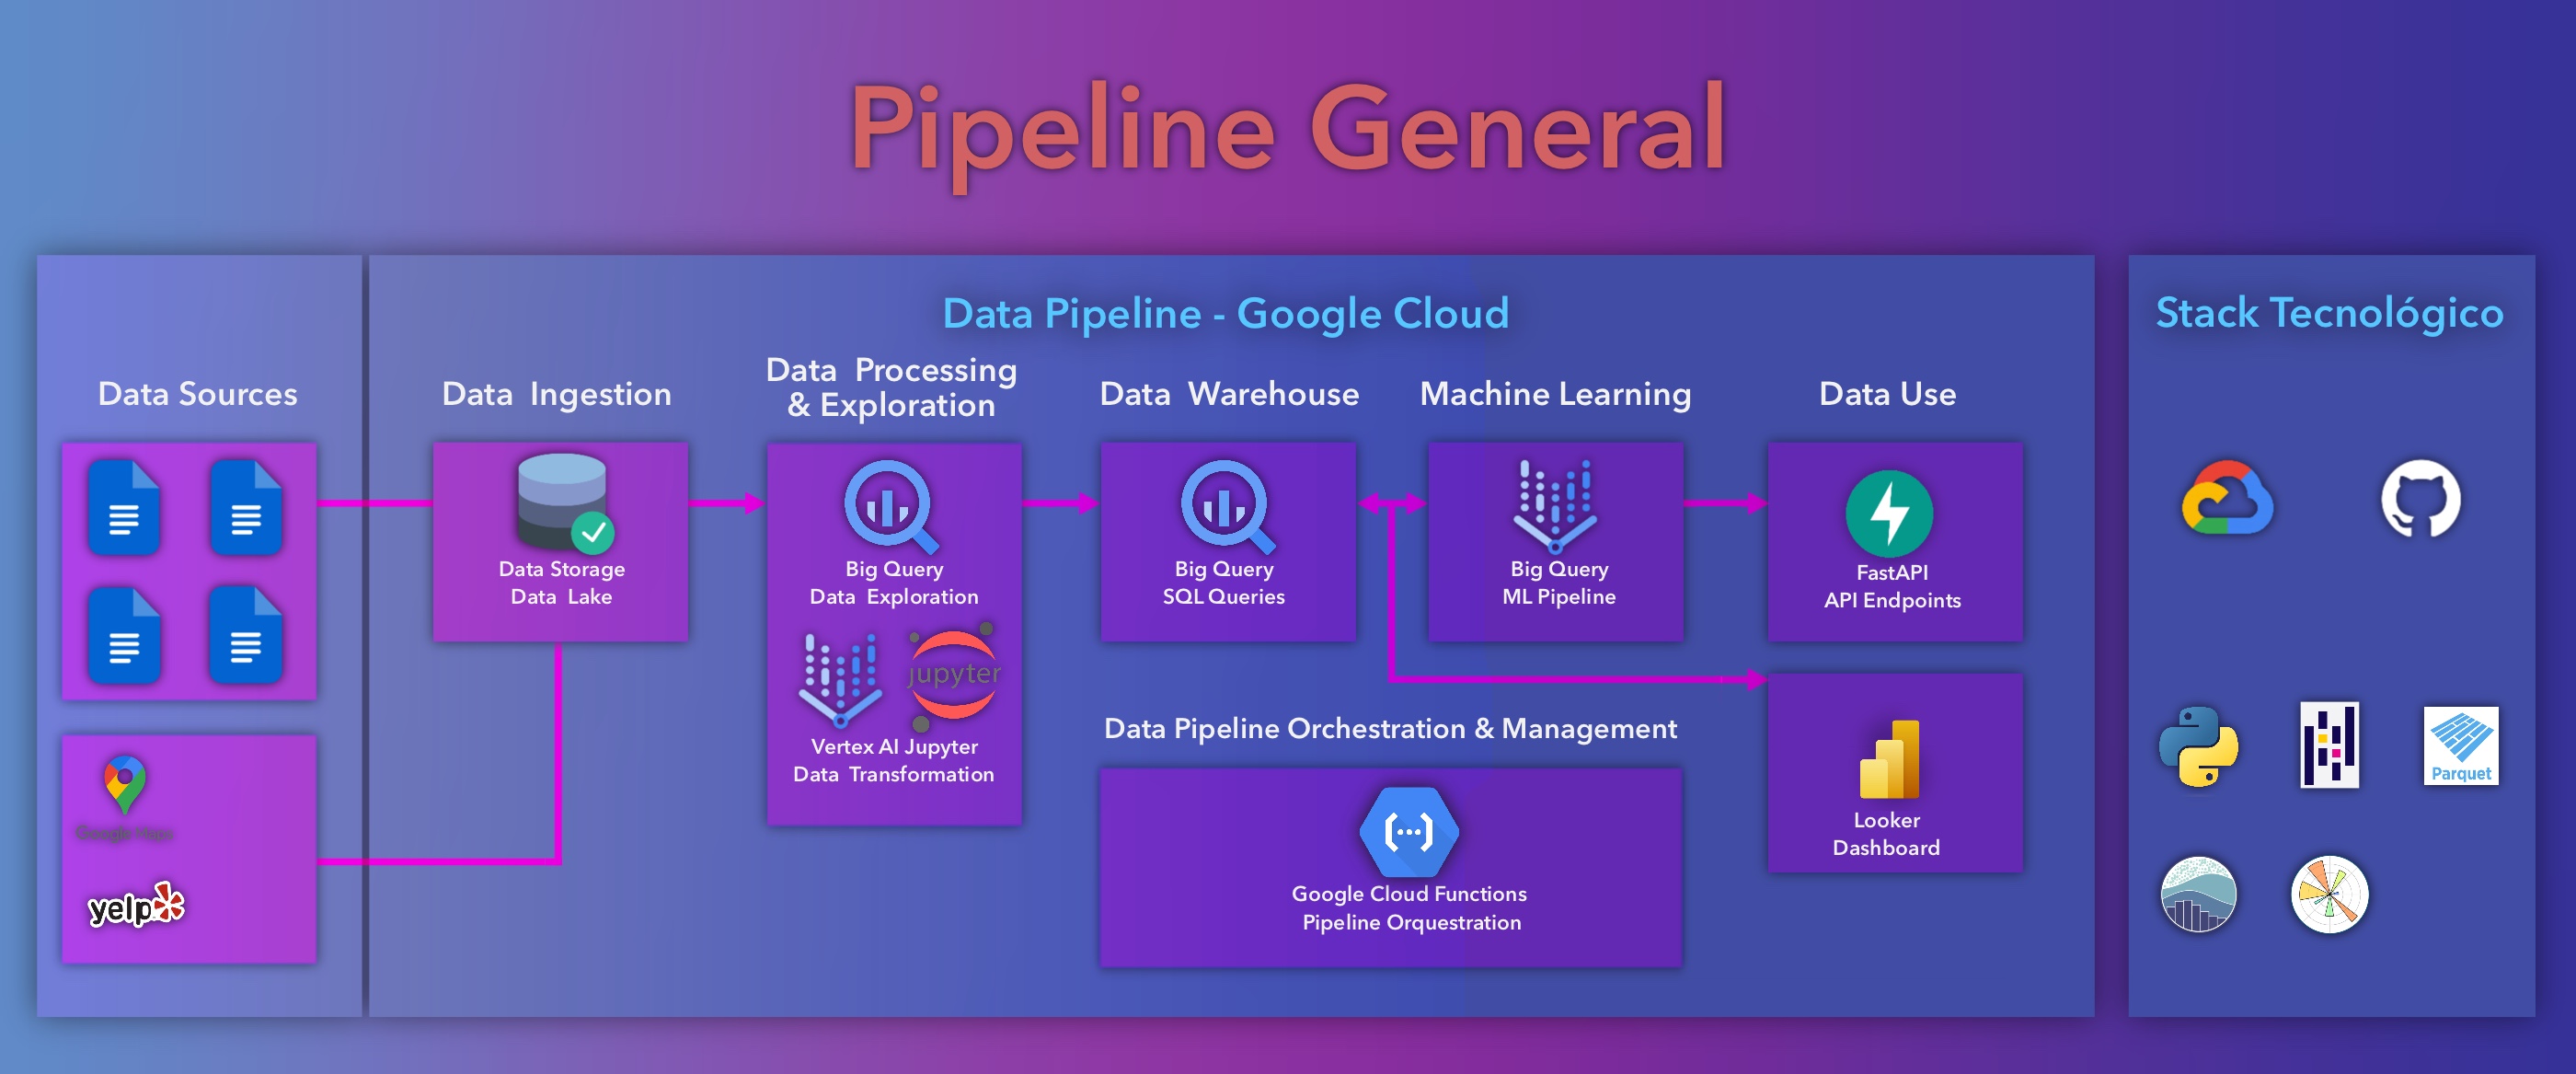 Pipeline General
Data Pipeline - Google Cloud
Stack Tecnológico
Data Sources
Data Ingestion
Data Processing
& Exploration
Data Warehouse
Machine Learning
Data Use
Data Storage
Data Lake
Big Query
Data Exploration
jupyter
Vertex AI Jupyter
Data Transformation
Big Query
SQL Queries
Big Query
ML Pipeline
FastAPI
API Endpoints
Google Maps
yelp
Data Pipeline Orchestration & Management
Google Cloud Functions
Pipeline Orquestration
Looker
Dashboard
Parquet